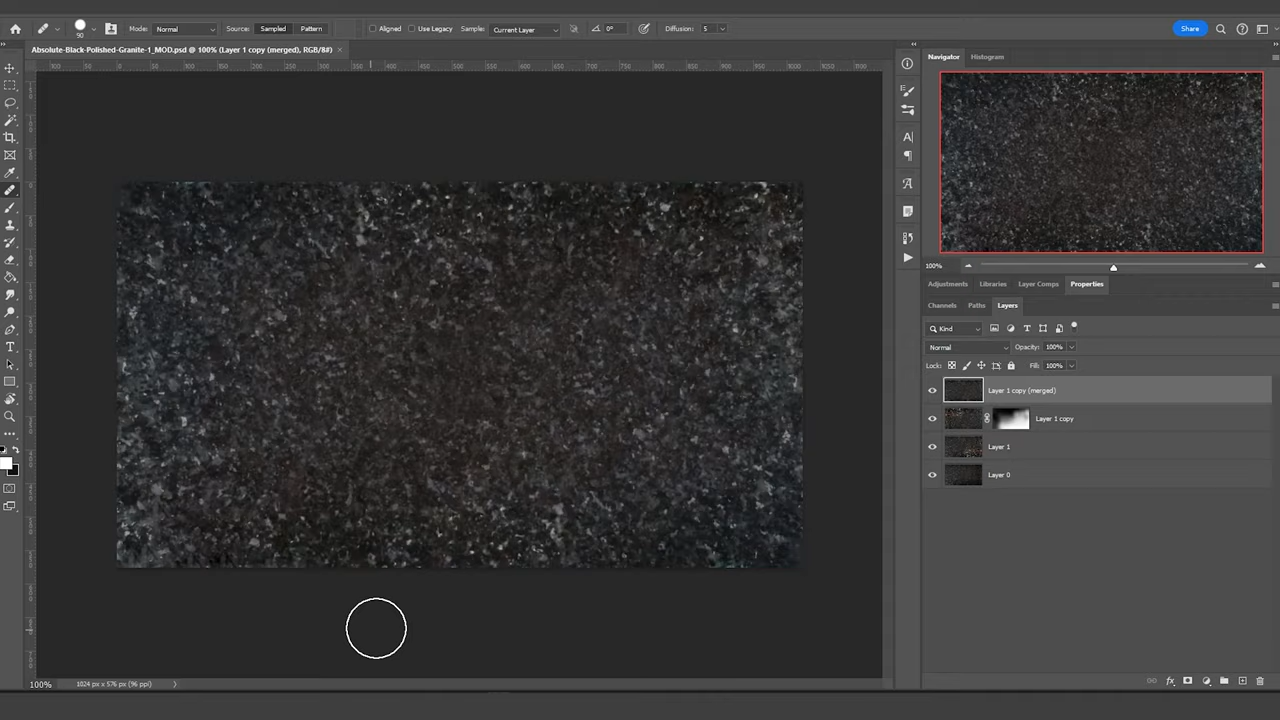 90
Mode: Normal
Source: Sampled Pattern
Aligned
Use Legacy
Sample: Current Layer
0°
Diffusion: 5
Share
Absolute-Black-Polished-Granite-1_MOD.psd @ 100% (Layer 1 copy (merged), RGB/8#)
Navigator Histogram
100%
Adjustments Libraries Layer Comps Properties
Channels Paths Layers
Kind
Normal Opacity: 100%
Lock: Fill: 100%
Layer 1 copy (merged)
Layer 1 copy
Layer 1
Layer 0
100% 1024 px x 576 px (96 ppi)